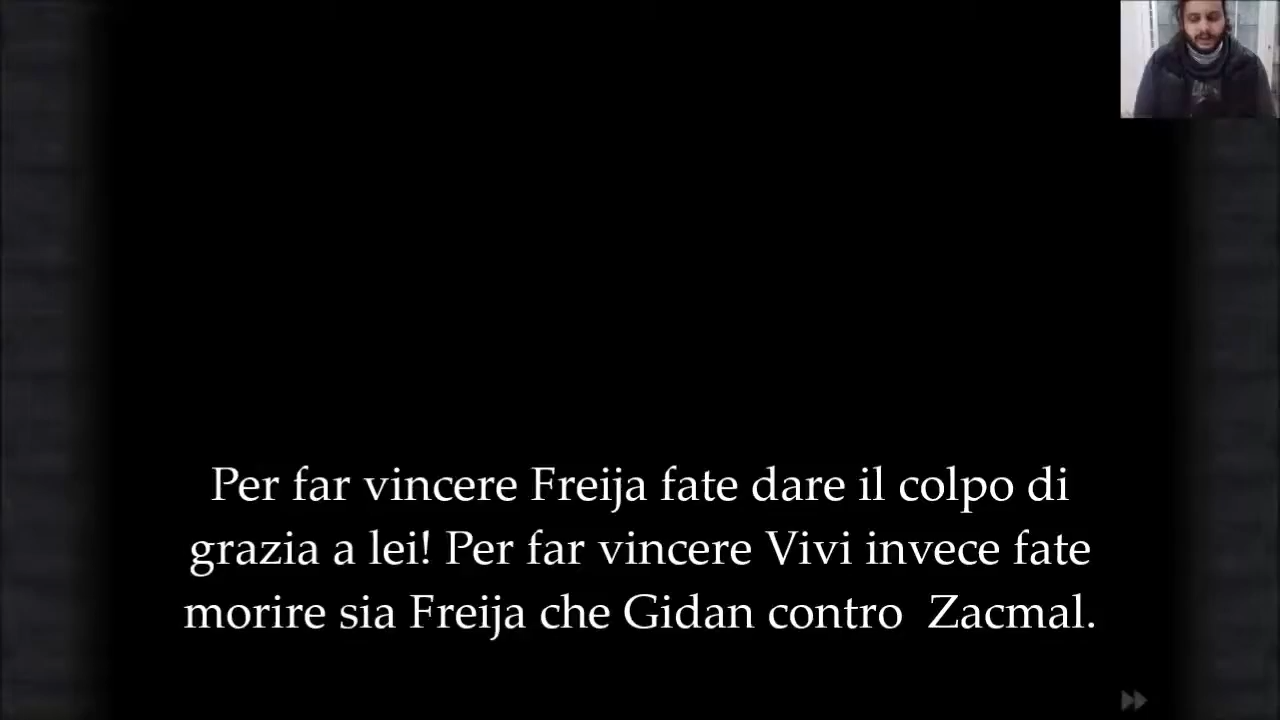 Per far vincere Freija fate dare il colpo di
grazia a lei! Per far vincere Vivi invece fate
morire sia Freija che Gidan contro  Zacmal.